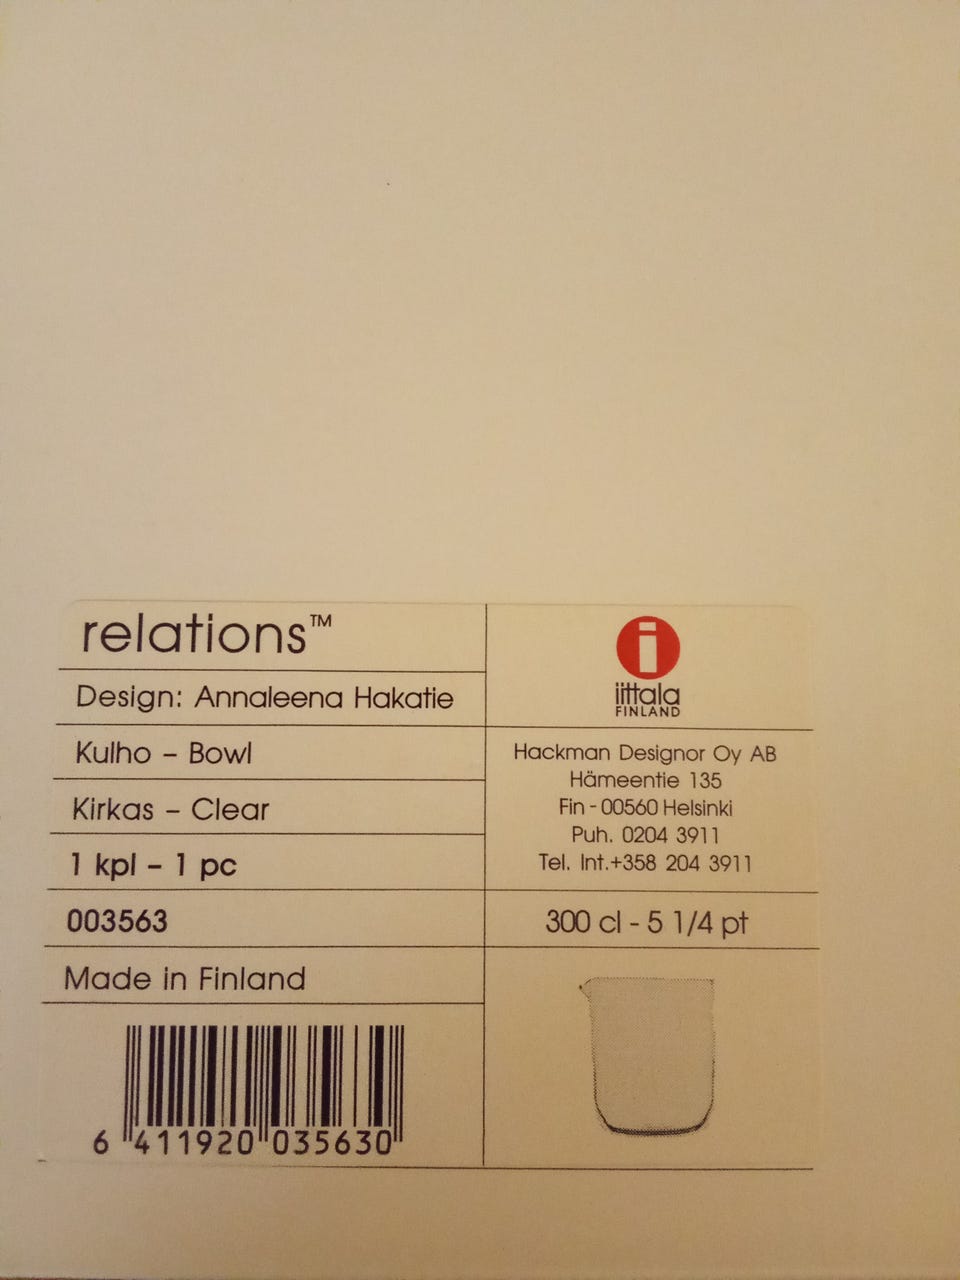 relations™
Design: Annaleena Hakatie
Kulho – Bowl
Kirkas – Clear
1 kpl – 1 pc
003563
Made in Finland
6 411920 035630
i
iittala
FINLAND
Hackman Designor Oy AB
Hämeentie 135
Fin - 00560 Helsinki
Puh. 0204 3911
Tel. Int.+358 204 3911
300 cl - 5 1/4 pt